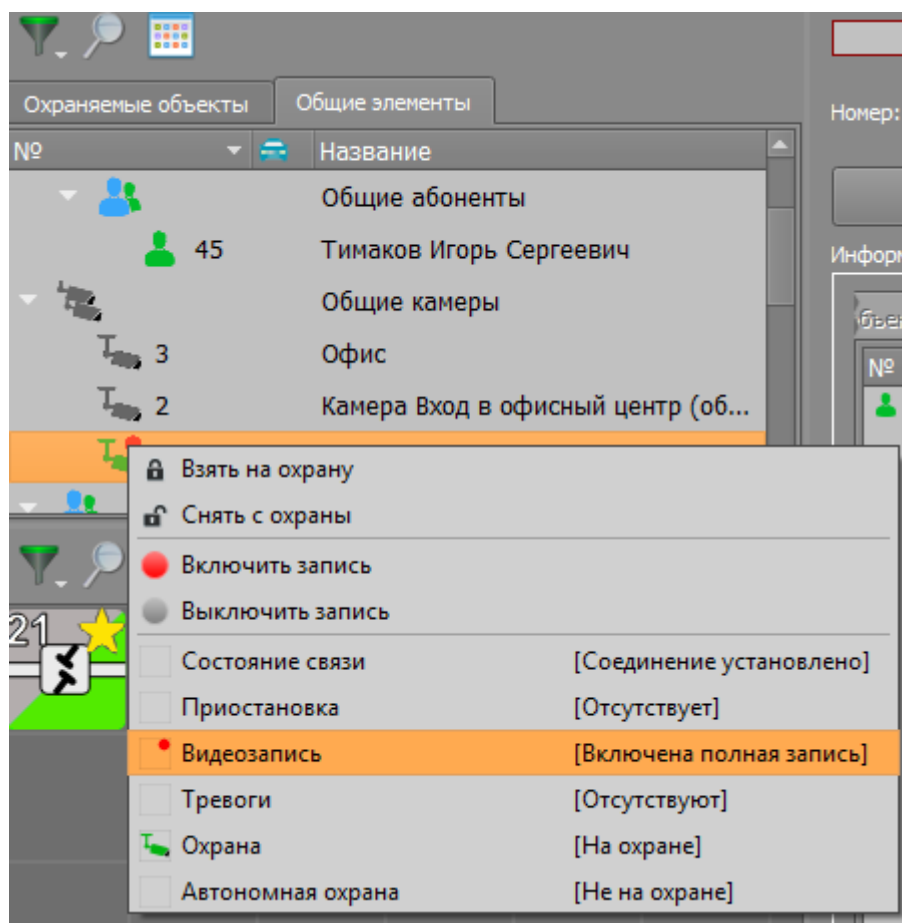 Охраняемые объекты
Общие элементы
Номер:
№
Название
Общие абоненты
45
Тимаков Игорь Сергеевич
Общие камеры
3
Офис
№
2
Камера Вход в офисный центр (об...
Взять на охрану
Снять с охраны
Включить запись
Выключить запись
21
Состояние связи [Соединение установлено]
Приостановка [Отсутствует]
Видеозапись [Включена полная запись]
Тревоги [Отсутствуют]
Охрана [На охране]
Автономная охрана [Не на охране]